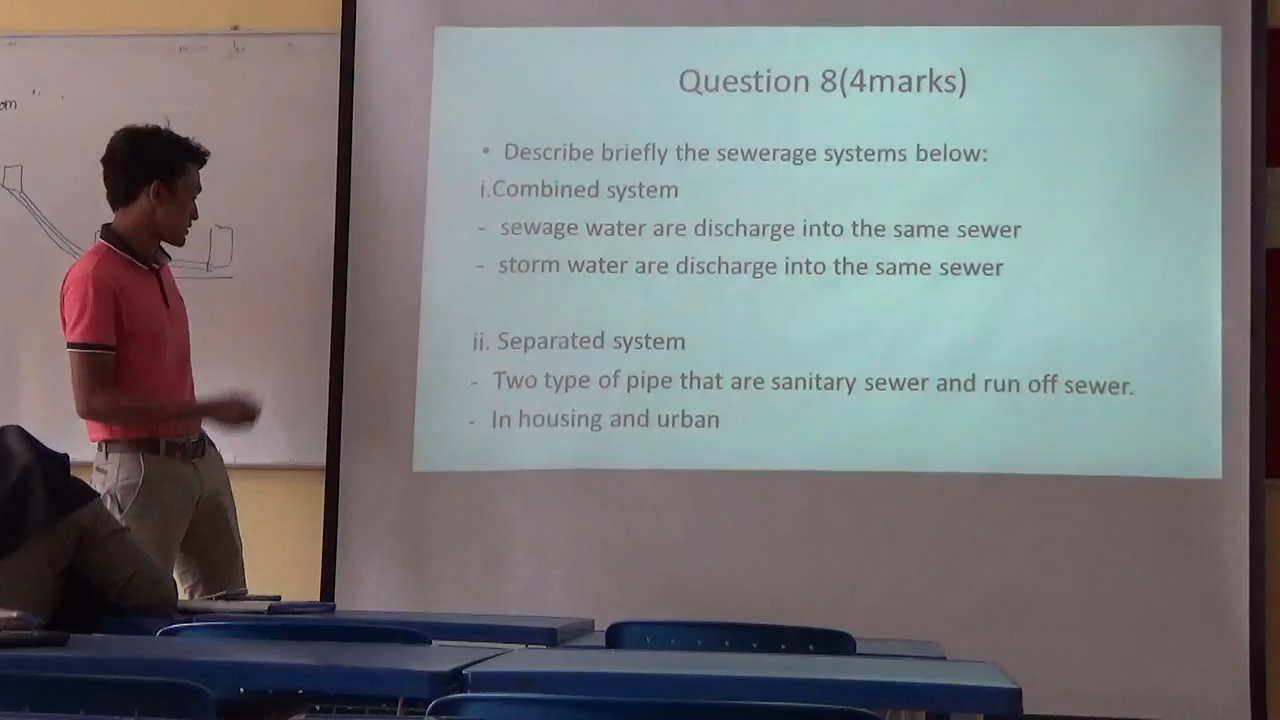 Question 8(4marks)
• Describe briefly the sewerage systems below:
i.Combined system
- sewage water are discharge into the same sewer
- storm water are discharge into the same sewer
ii. Separated system
- Two type of pipe that are sanitary sewer and run off sewer.
- In housing and urban